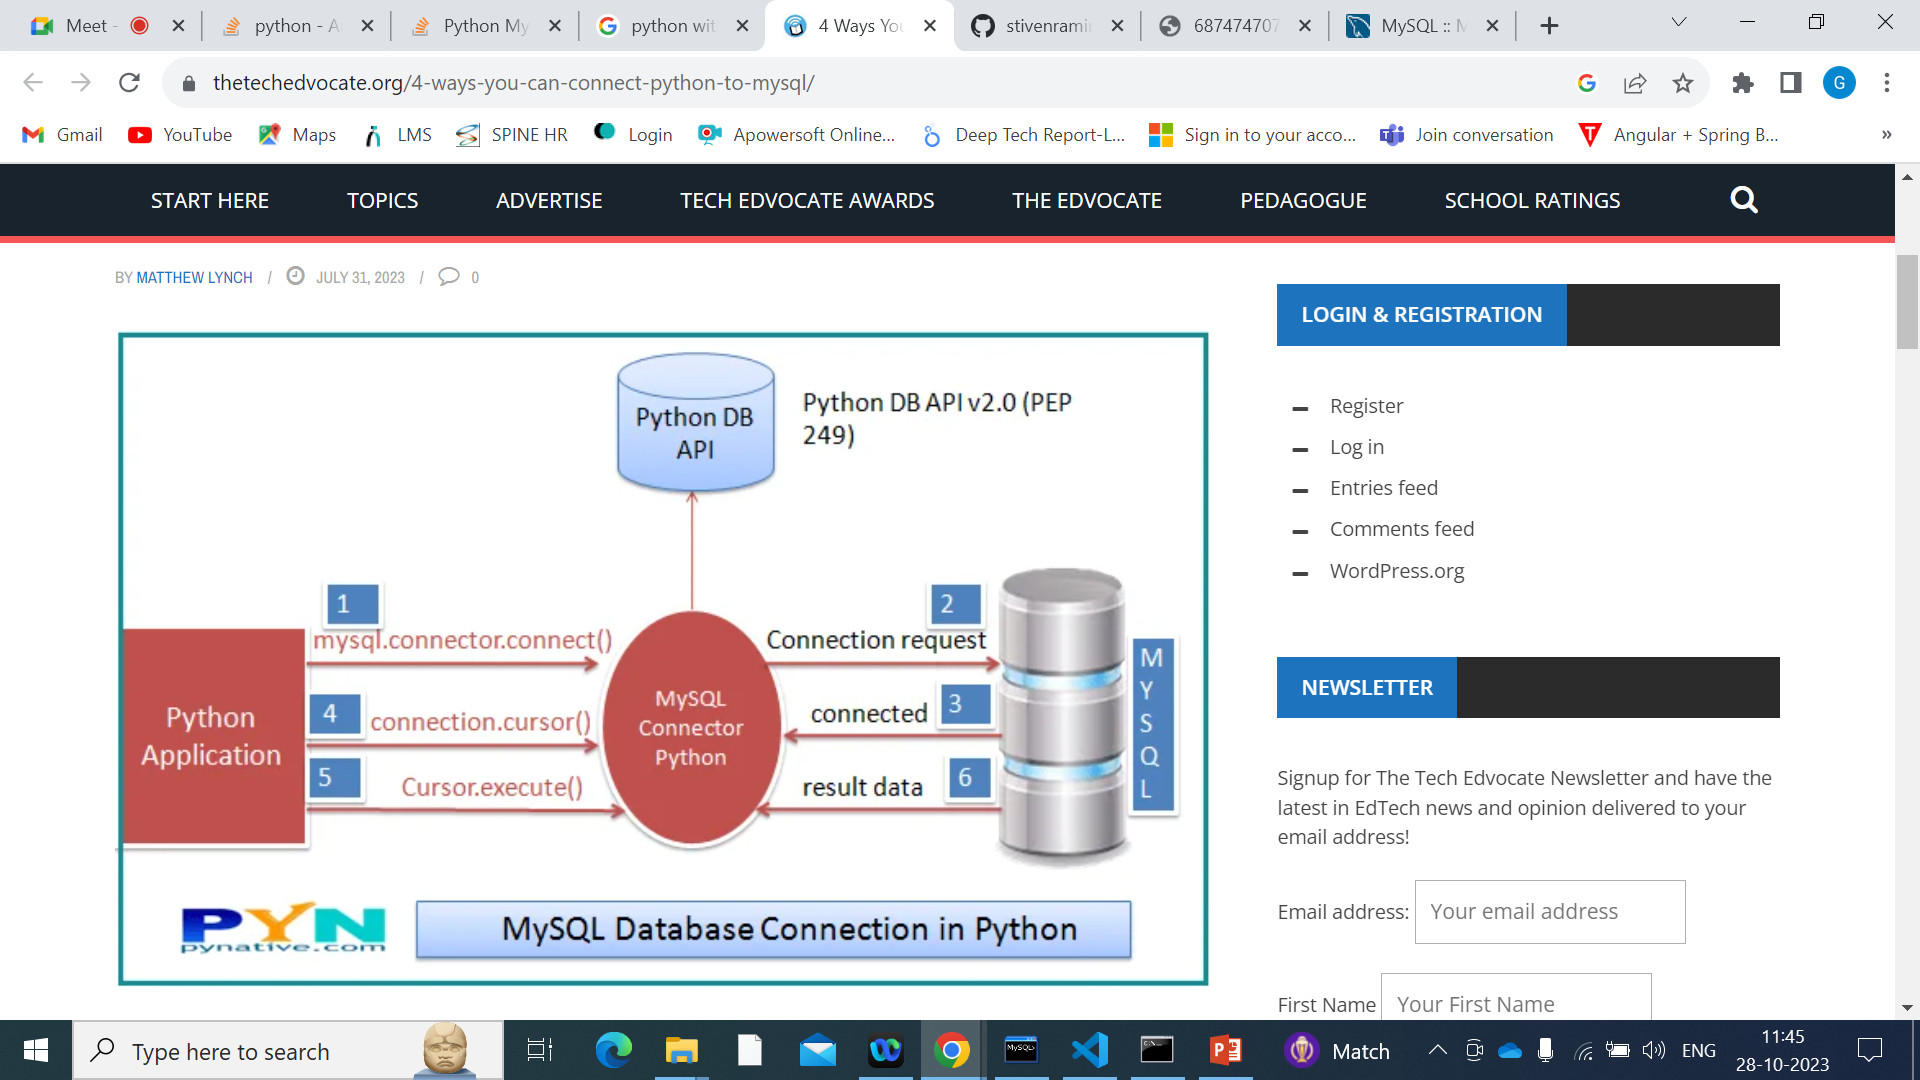 Meet -
python - A
Python My
python wit
4 Ways You
stivenrami
687474707
MySQL :: M
thetechedvocate.org/4-ways-you-can-connect-python-to-mysql/
G
Gmail
YouTube
Maps
LMS
SPINE HR
Login
Apowersoft Online...
Deep Tech Report-L...
Sign in to your acco...
Join conversation
Angular + Spring B...
»
START HERE
TOPICS
ADVERTISE
TECH EDVOCATE AWARDS
THE EDVOCATE
PEDAGOGUE
SCHOOL RATINGS
BY MATTHEW LYNCH / JULY 31, 2023 / 0
Python DB
API
Python DB API v2.0 (PEP
249)
1
mysql.connector.connect()
2
Connection request
Python
Application
4
connection.cursor()
5
Cursor.execute()
MySQL
Connector
Python
connected
3
result data
6
M
Y
S
Q
L
PYN
pynative.com
MySQL Database Connection in Python
LOGIN & REGISTRATION
Register
Log in
Entries feed
Comments feed
WordPress.org
NEWSLETTER
Signup for The Tech Edvocate Newsletter and have the
latest in EdTech news and opinion delivered to your
email address!
Email address: Your email address
First Name Your First Name
Type here to search
Match
ENG
11:45
28-10-2023